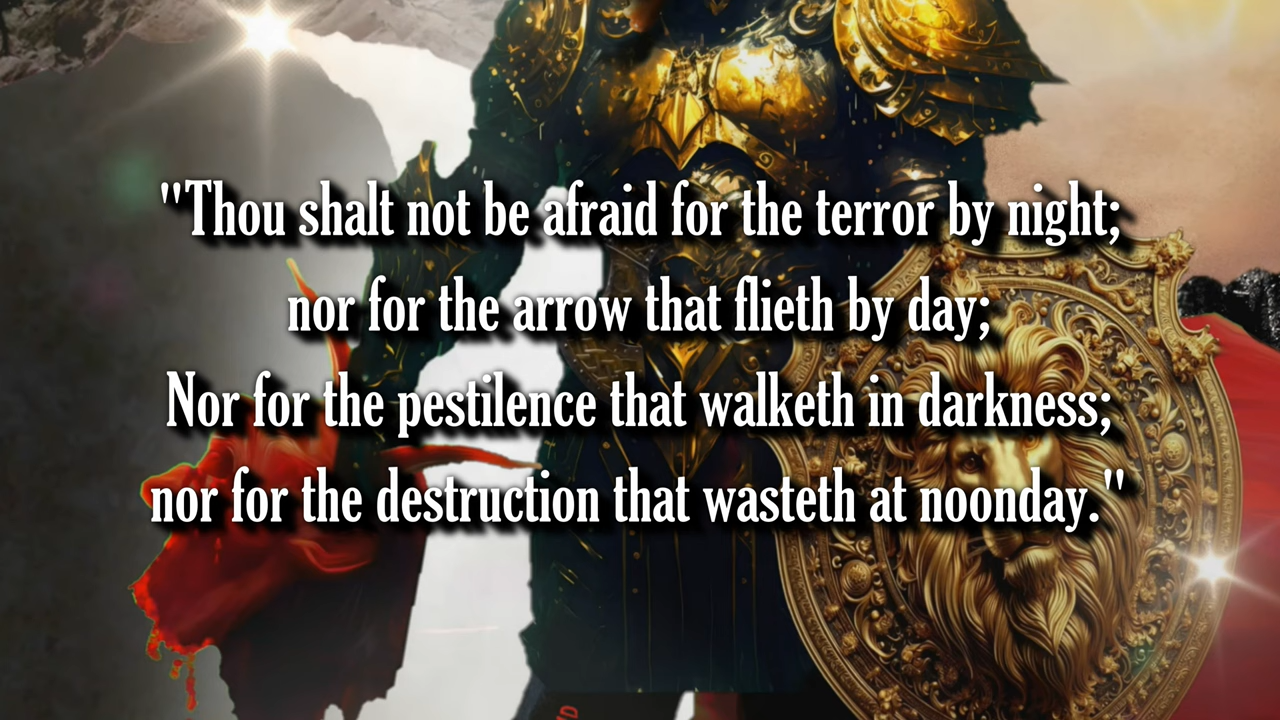 "Thou shalt not be afraid for the terror by night;
nor for the arrow that flieth by day;
Nor for the pestilence that walketh in darkness;
nor for the destruction that wasteth at noonday."